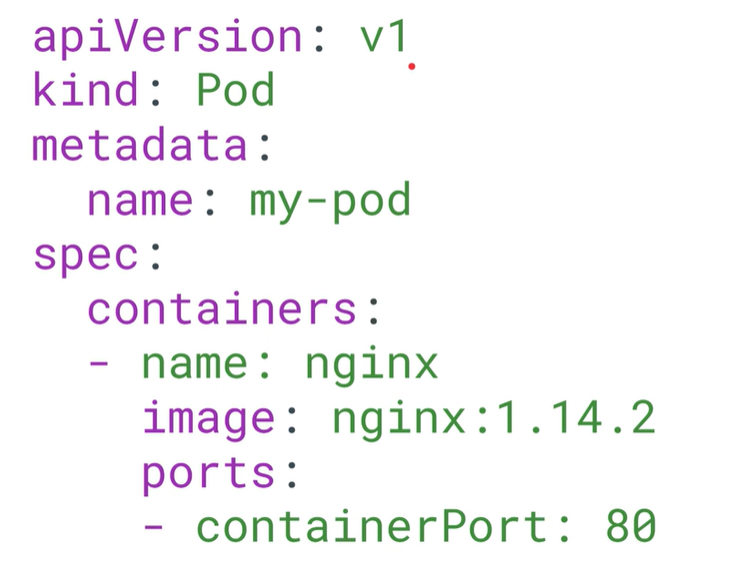 apiVersion: v1
kind: Pod
metadata:
  name: my-pod
spec:
  containers:
  - name: nginx
    image: nginx:1.14.2
    ports:
    - containerPort: 80